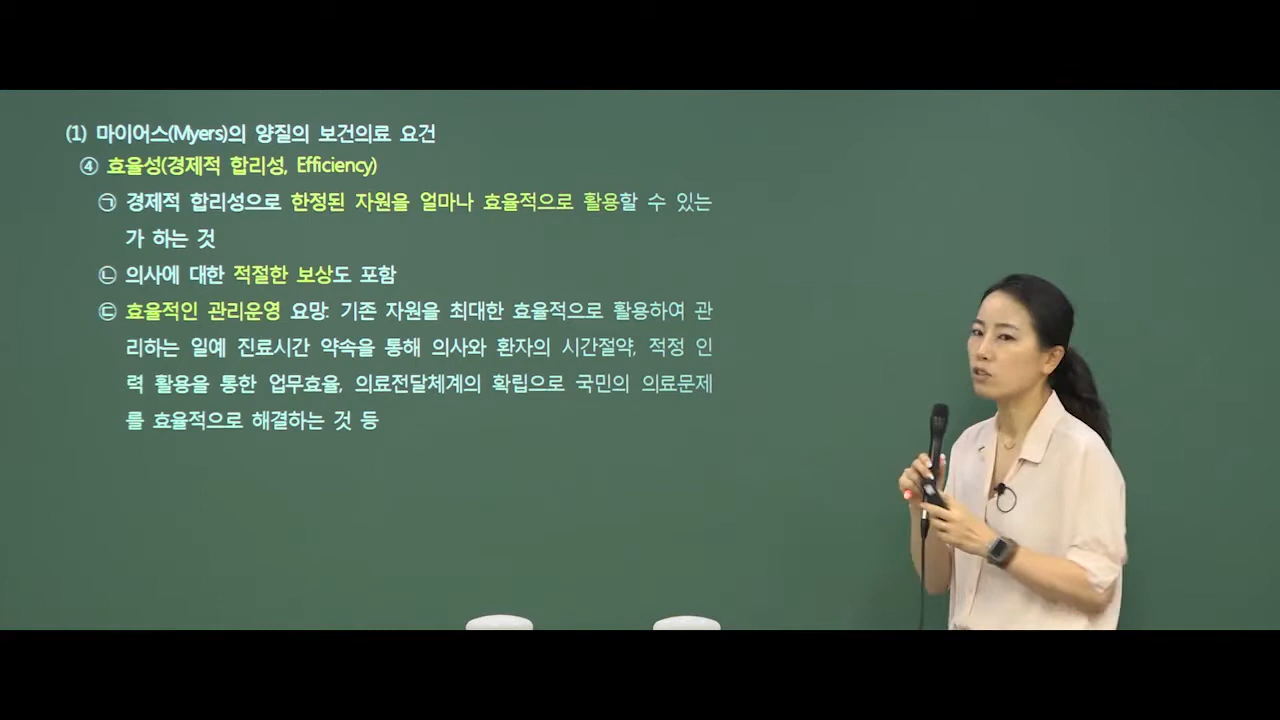 (1) 마이어스(Myers)의 양질의 보건의료 요건
④ 효율성(경제적 합리성, Efficiency)
㉠ 경제적 합리성으로 한정된 자원을 얼마나 효율적으로 활용할 수 있는
가 하는 것
㉡ 의사에 대한 적절한 보상도 포함
㉢ 효율적인 관리운영 요망: 기존 자원을 최대한 효율적으로 활용하여 관
리하는 일예 진료시간 약속을 통해 의사와 환자의 시간절약, 적정 인
력 활용을 통한 업무효율, 의료전달체계의 확립으로 국민의 의료문제
를 효율적으로 해결하는 것 등